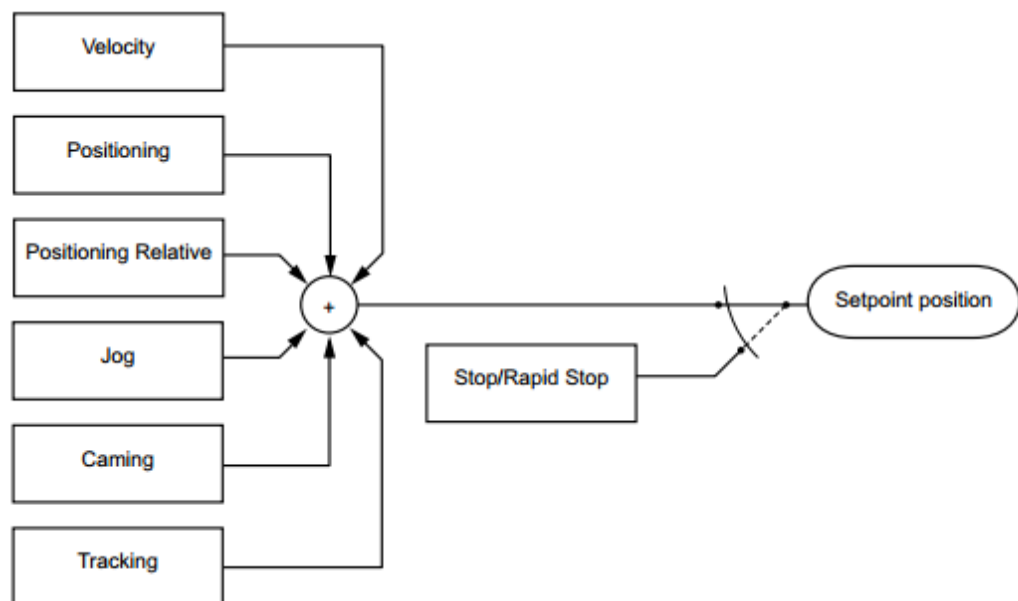 Velocity
Positioning
Positioning Relative
+
Setpoint position
Jog
Stop/Rapid Stop
Caming
Tracking